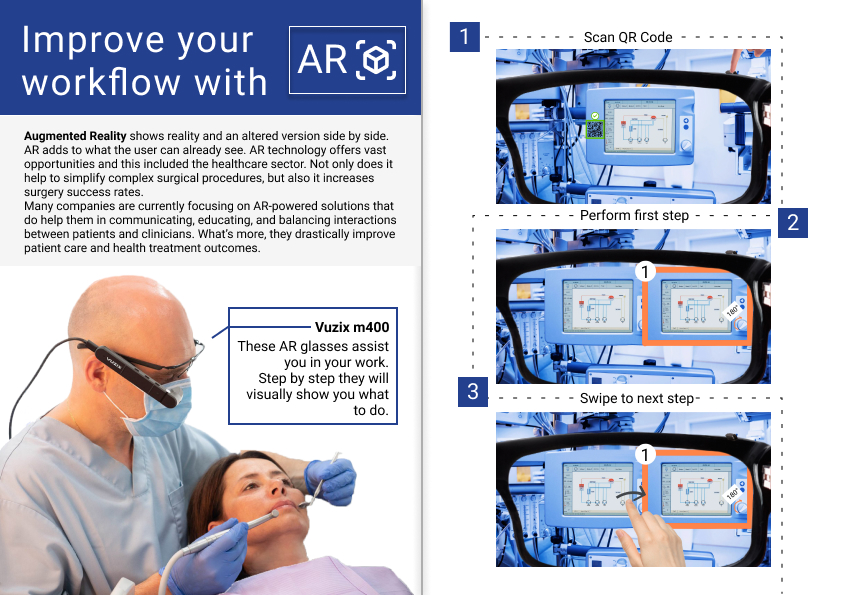 Improve your
workflow with
AR
Augmented Reality shows reality and an altered version side by side.
AR adds to what the user can already see. AR technology offers vast
opportunities and this included the healthcare sector. Not only does it
help to simplify complex surgical procedures, but also it increases
surgery success rates.
Many companies are currently focusing on AR-powered solutions that
do help them in communicating, educating, and balancing interactions
between patients and clinicians. What's more, they drastically improve
patient care and health treatment outcomes.
VUZIX
Vuzix m400
These AR glasses assist
you in your work.
Step by step they will
visually show you what
to do.
1
Scan QR Code
Perform first step
2
1
180°
3
Swipe to next step
1
180°